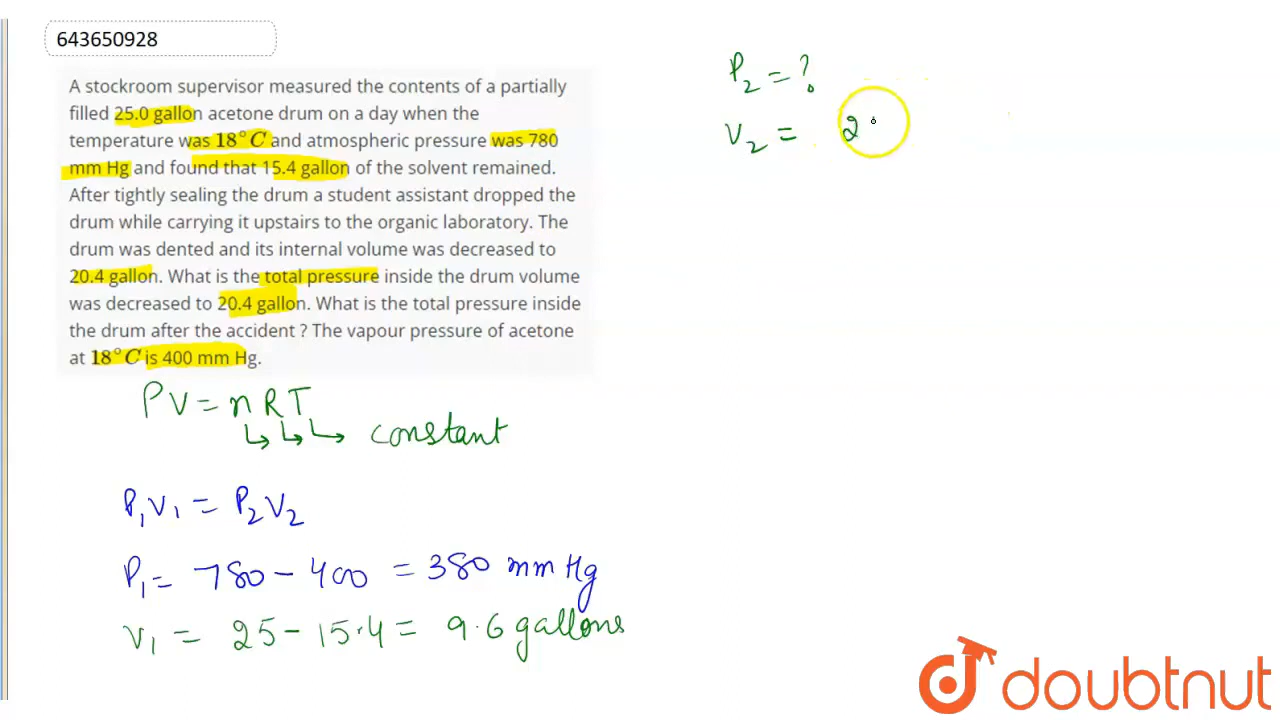 643650928
A stockroom supervisor measured the contents of a partially
filled 25.0 gallon acetone drum on a day when the
temperature was 18°C and atmospheric pressure was 780
mm Hg and found that 15.4 gallon of the solvent remained.
After tightly sealing the drum a student assistant dropped the
drum while carrying it upstairs to the organic laboratory. The
drum was dented and its internal volume was decreased to
20.4 gallon. What is the total pressure inside the drum volume
was decreased to 20.4 gallon. What is the total pressure inside
the drum after the accident ? The vapour pressure of acetone
at 18°C is 400 mm Hg.
PV = nRT
constant
P₁V₁ = P₂V₂
P₁ = 780 - 400 = 380 mm Hg
V₁ = 25 - 15.4 = 9.6 gallons
P₂ = ?
V₂ = 2
doubtnut